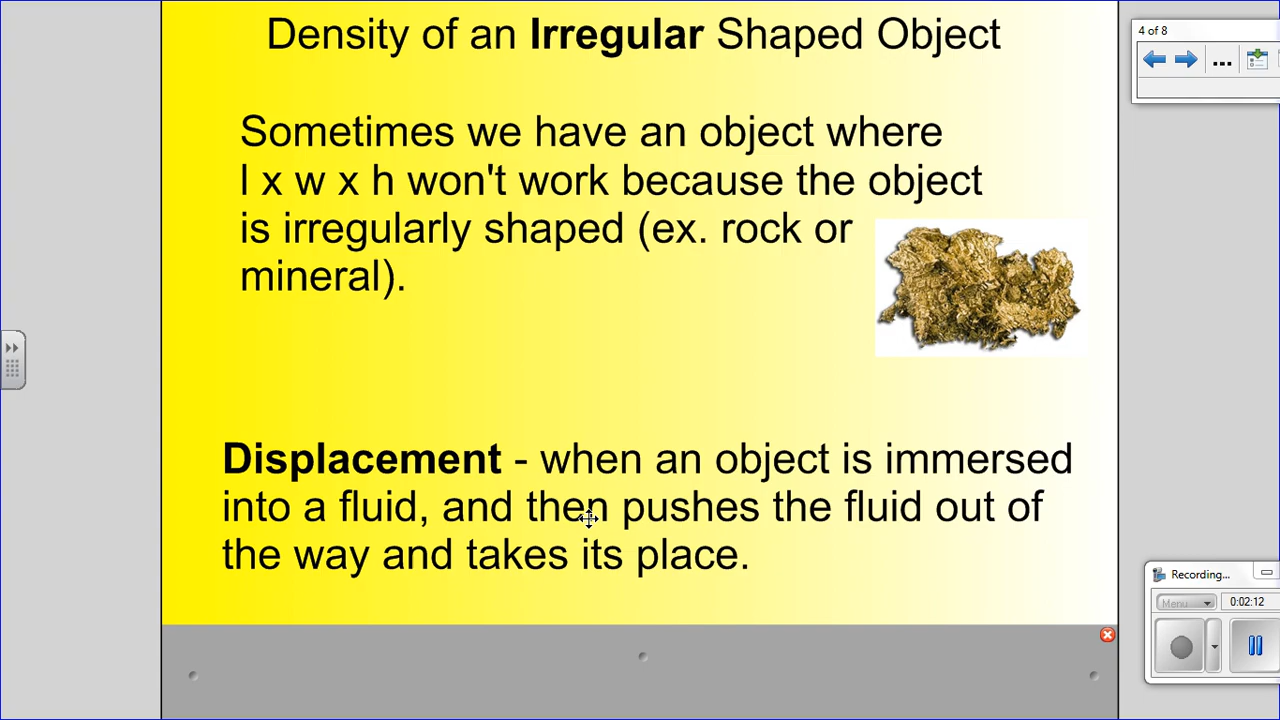 Density of an Irregular Shaped Object
4 of 8
Sometimes we have an object where
l x w x h won't work because the object
is irregularly shaped (ex. rock or
mineral).
Displacement - when an object is immersed
into a fluid, and then pushes the fluid out of
the way and takes its place.
Recording...
Menu
0:02:12